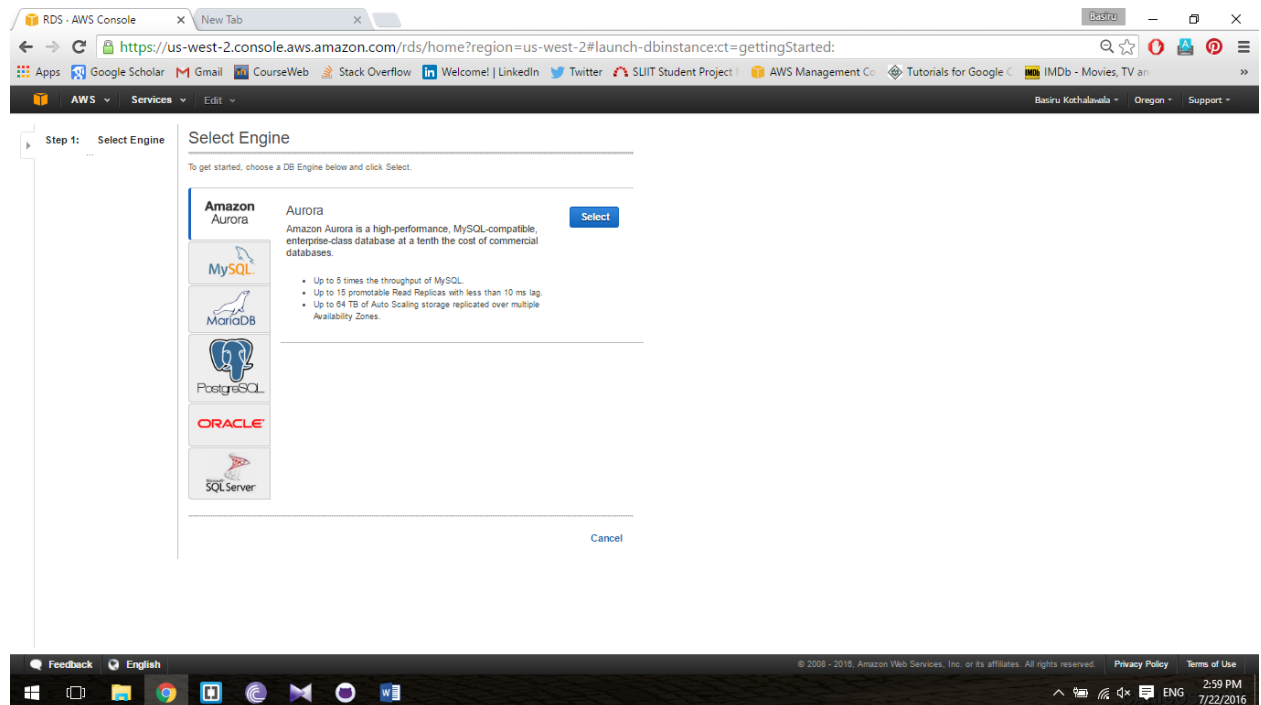 RDS · AWS Console
New Tab
Basiru
https://us-west-2.console.aws.amazon.com/rds/home?region=us-west-2#launch-dbinstance:ct=gettingStarted:
Apps Google Scholar Gmail CourseWeb Stack Overflow Welcome! | LinkedIn Twitter SLIIT Student Project AWS Management Co Tutorials for Google C IMDb - Movies, TV an »
AWS Services Edit Basiru Kothalawala Oregon Support
Step 1: Select Engine
...
Select Engine
To get started, choose a DB Engine below and click Select.
Amazon
Aurora
MySQL
MariaDB
PostgreSQL
ORACLE
Microsoft
SQL Server
Aurora
Select
Amazon Aurora is a high-performance, MySQL-compatible,
enterprise-class database at a tenth the cost of commercial
databases.
• Up to 5 times the throughput of MySQL.
• Up to 15 promotable Read Replicas with less than 10 ms lag.
• Up to 64 TB of Auto Scaling storage replicated over multiple
Availability Zones.
Cancel
Feedback English © 2008 - 2016, Amazon Web Services, Inc. or its affiliates. All rights reserved. Privacy Policy Terms of Use
ENG
2:59 PM
7/22/2016